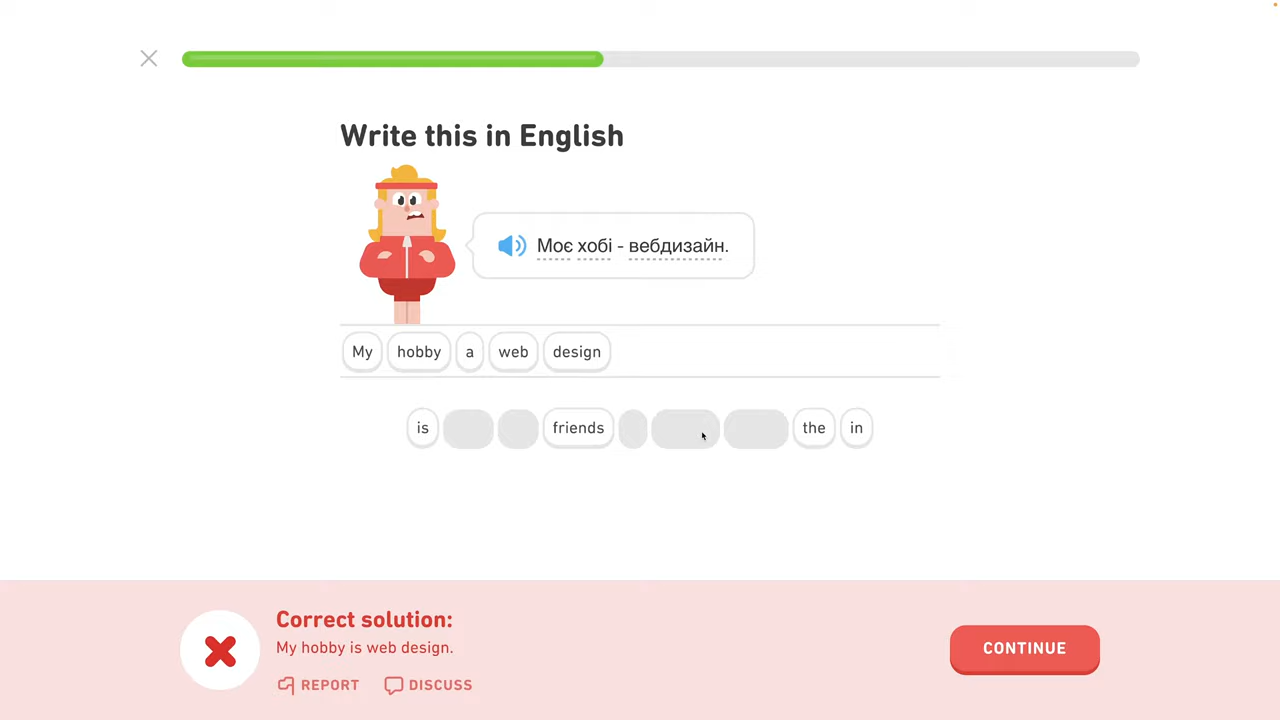 Write this in English
Моє хобі - вебдизайн.
My hobby a web design
is friends the in
Correct solution:
My hobby is web design.
REPORT DISCUSS
CONTINUE